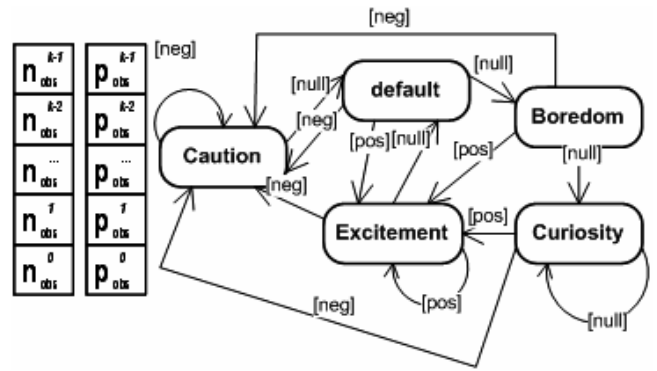 [neg]
n obs k-1 p obs k-1 [neg]
n obs k-2 p obs k-2
n obs ... p obs ...
n obs 1 p obs 1
n obs 0 p obs 0
[null]
default
[null]
[neg]
Boredom
Caution
[pos]
[null]
[pos]
[null]
[neg]
Excitement
[pos]
Curiosity
[pos]
[neg]
[null]